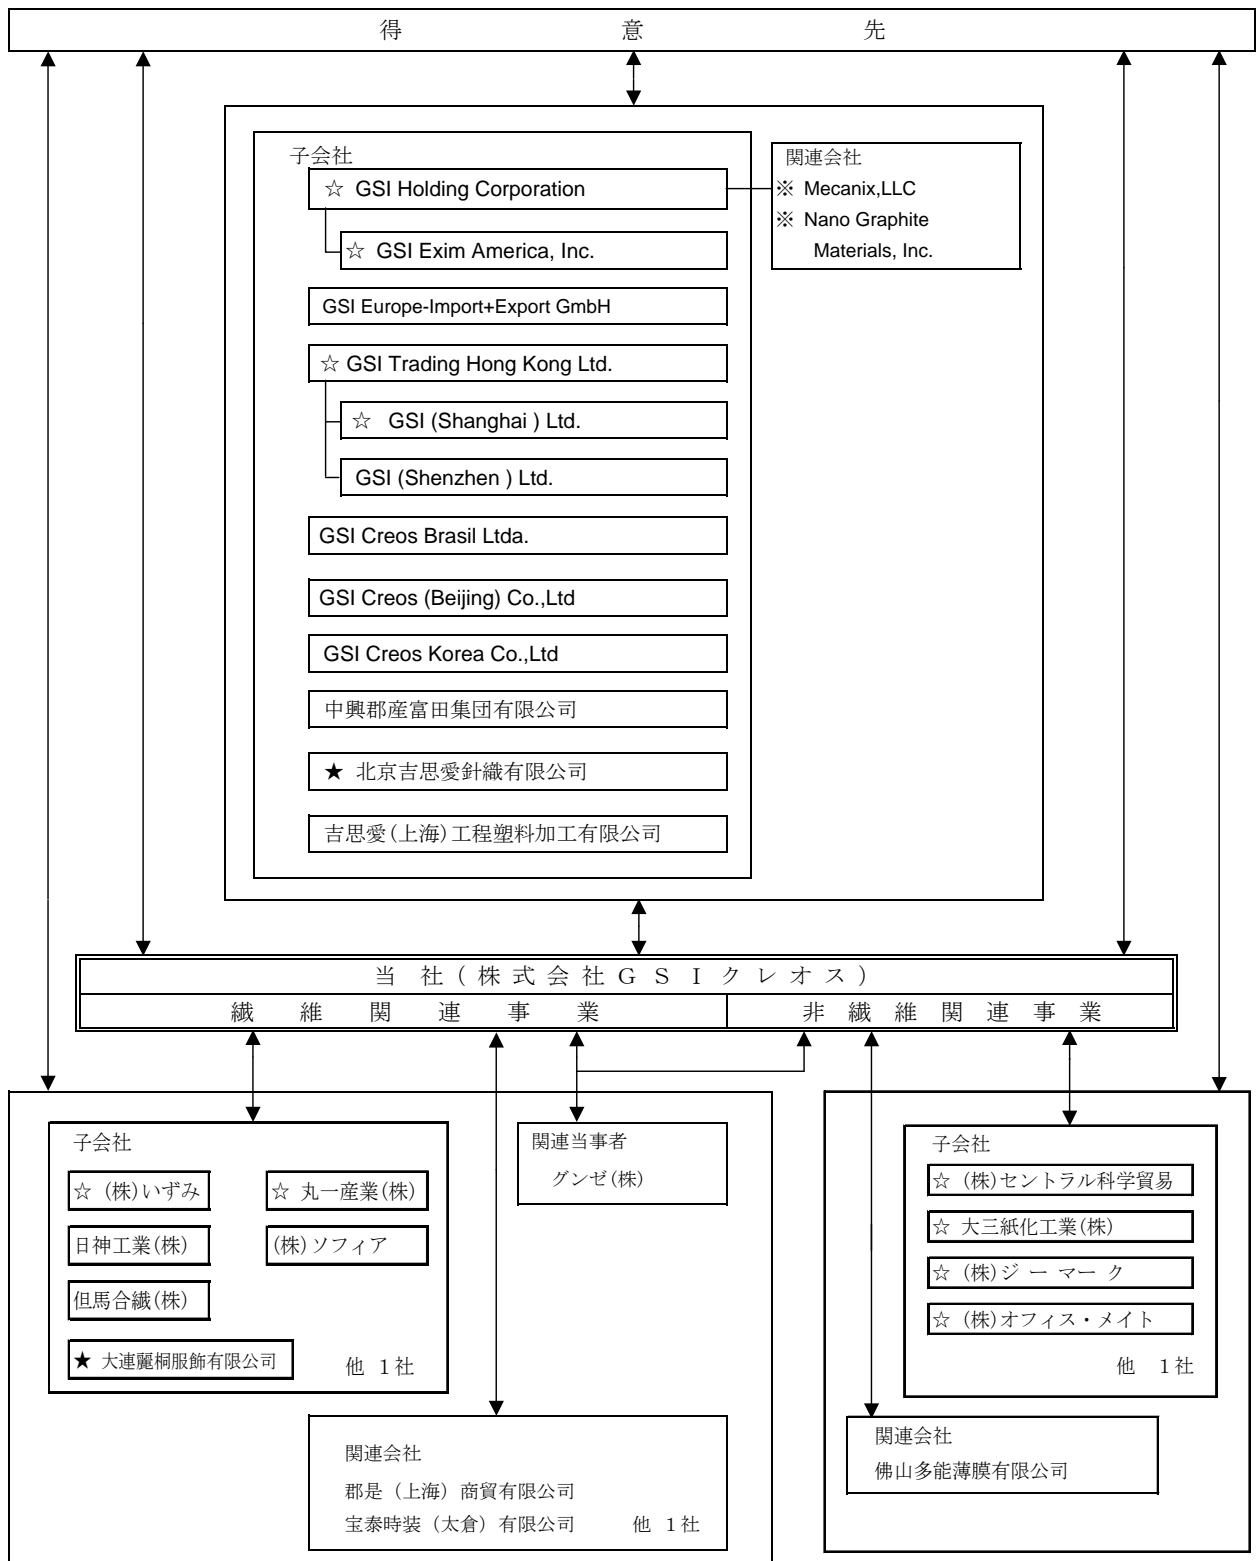 得意先
子会社
☆ GSI Holding Corporation
☆ GSI Exim America, Inc.
GSI Europe-Import+Export GmbH
☆ GSI Trading Hong Kong Ltd.
☆ GSI (Shanghai ) Ltd.
GSI (Shenzhen ) Ltd.
GSI Creos Brasil Ltda.
GSI Creos (Beijing) Co.,Ltd
GSI Creos Korea Co.,Ltd
中興郡産富田集団有限公司
★ 北京吉思愛針織有限公司
吉思愛(上海)工程塑料加工有限公司
関連会社
※ Mecanix,LLC
※ Nano Graphite
Materials, Inc.
当社(株式会社GSIクレオス)
繊維関連事業
非繊維関連事業
子会社
☆ (株)いずみ
☆ 丸一産業(株)
日神工業(株)
(株)ソフィア
但馬合繊(株)
★ 大連麗桐服飾有限公司
他 1社
関連当事者
グンゼ(株)
関連会社
郡是(上海)商貿有限公司
宝泰時装(太倉)有限公司 他 1社
子会社
☆ (株)セントラル科学貿易
☆ 大三紙化工業(株)
☆ (株)ジーマーク
☆ (株)オフィス・メイト
他 1社
関連会社
佛山多能薄膜有限公司